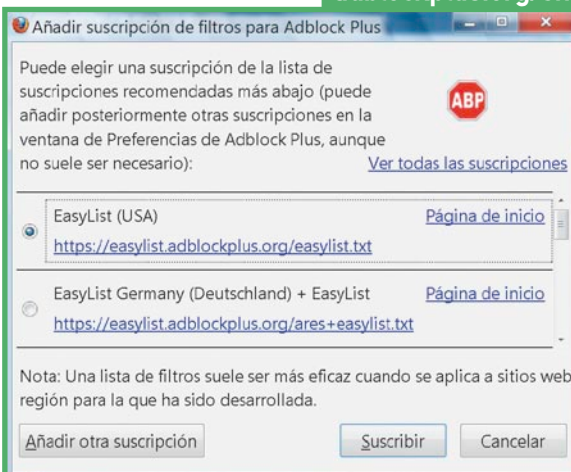 Añadir suscripción de filtros para Adblock Plus
Puede elegir una suscripción de la lista de
suscripciones recomendadas más abajo (puede
añadir posteriormente otras suscripciones en la
ventana de Preferencias de Adblock Plus, aunque
no suele ser necesario):
ABP
Ver todas las suscripciones
EasyList (USA)
Página de inicio
https://easylist.adblockplus.org/easylist.txt
EasyList Germany (Deutschland) + EasyList
Página de inicio
https://easylist.adblockplus.org/ares+easylist.txt
Nota: Una lista de filtros suele ser más eficaz cuando se aplica a sitios web
región para la que ha sido desarrollada.
Añadir otra suscripción
Suscribir
Cancelar